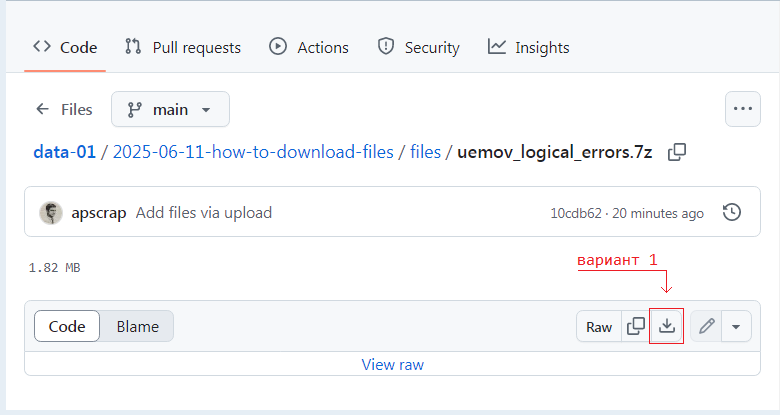 Code Pull requests Actions Security Insights
Files main
data-01 / 2025-06-11-how-to-download-files / files / uemov_logical_errors.7z
apscrap Add files via upload 10cdb62 · 20 minutes ago
1.82 MB
вариант 1
Code Blame Raw
View raw